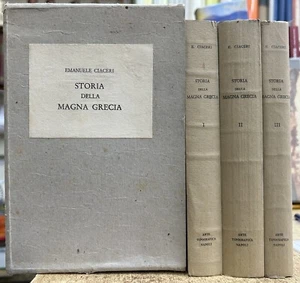 EMANUELE CIACERI
STORIA
DELLA
MAGNA GRECIA
E. CIACERI
STORIA
DELLA
MAGNA GRECIA
I
ARTE
TIPOGRAFICA
NAPOLI
E. CIACERI
STORIA
DELLA
MAGNA GRECIA
II
ARTE
TIPOGRAFICA
NAPOLI
E. CIACERI
STORIA
DELLA
MAGNA GRECIA
III
ARTE
TIPOGRAFICA
NAPOLI